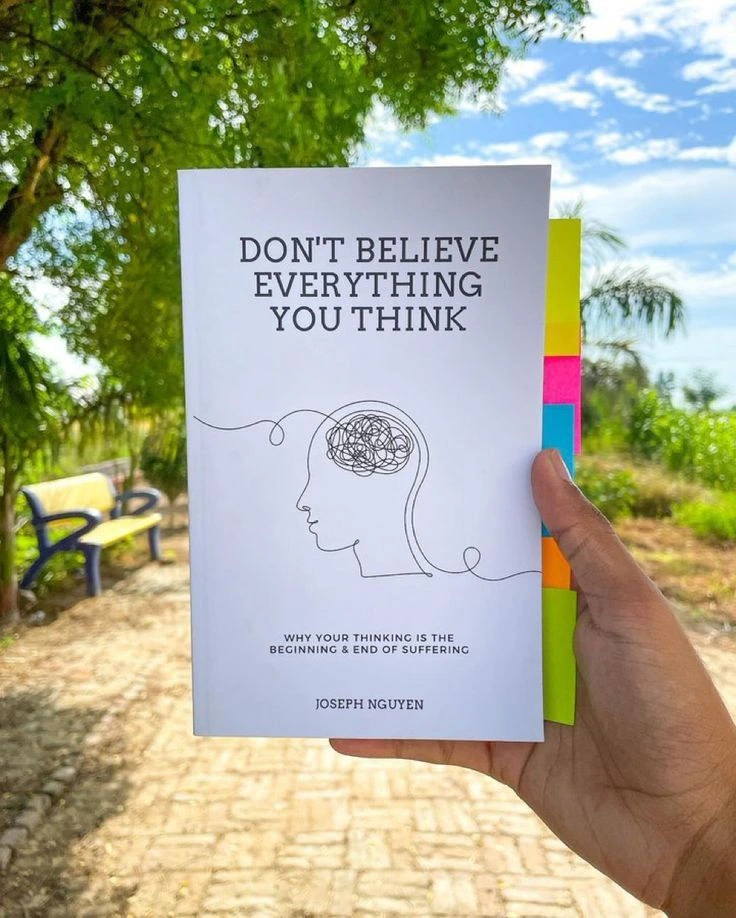 DON'T BELIEVE
EVERYTHING
YOU THINK
WHY YOUR THINKING IS THE
BEGINNING & END OF SUFFERING
JOSEPH NGUYEN